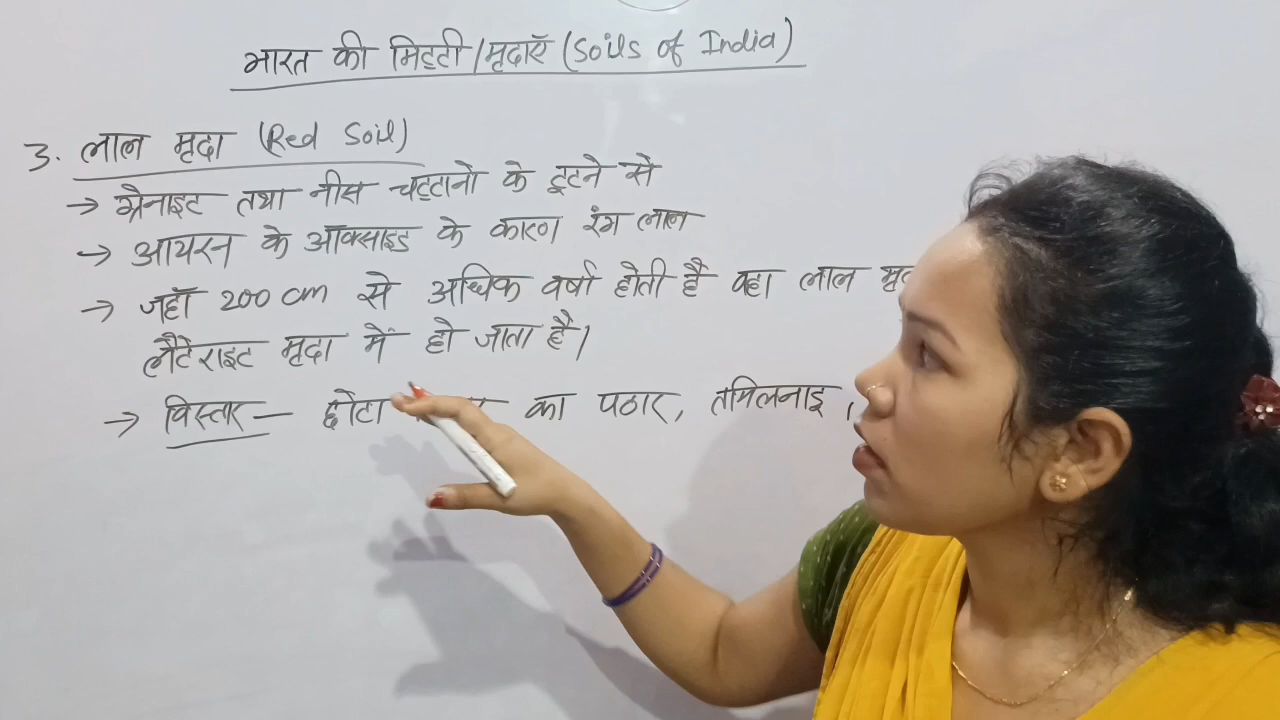 भारत की मिट्टी/मृदाएँ (Soils of India)
3. लाल मृदा (Red Soil)
→ ग्रेनाइट तथा नीस चट्टानो के टूटने से
→ आयरन के ऑक्साइड के कारण रंग लाल
→ जहाँ 200 cm से अधिक वर्षा होती है वहा लाल
लैटेराइट मृदा में हो जाता है।
→ विस्तार — छोटा का पठार, तमिलनाडु,